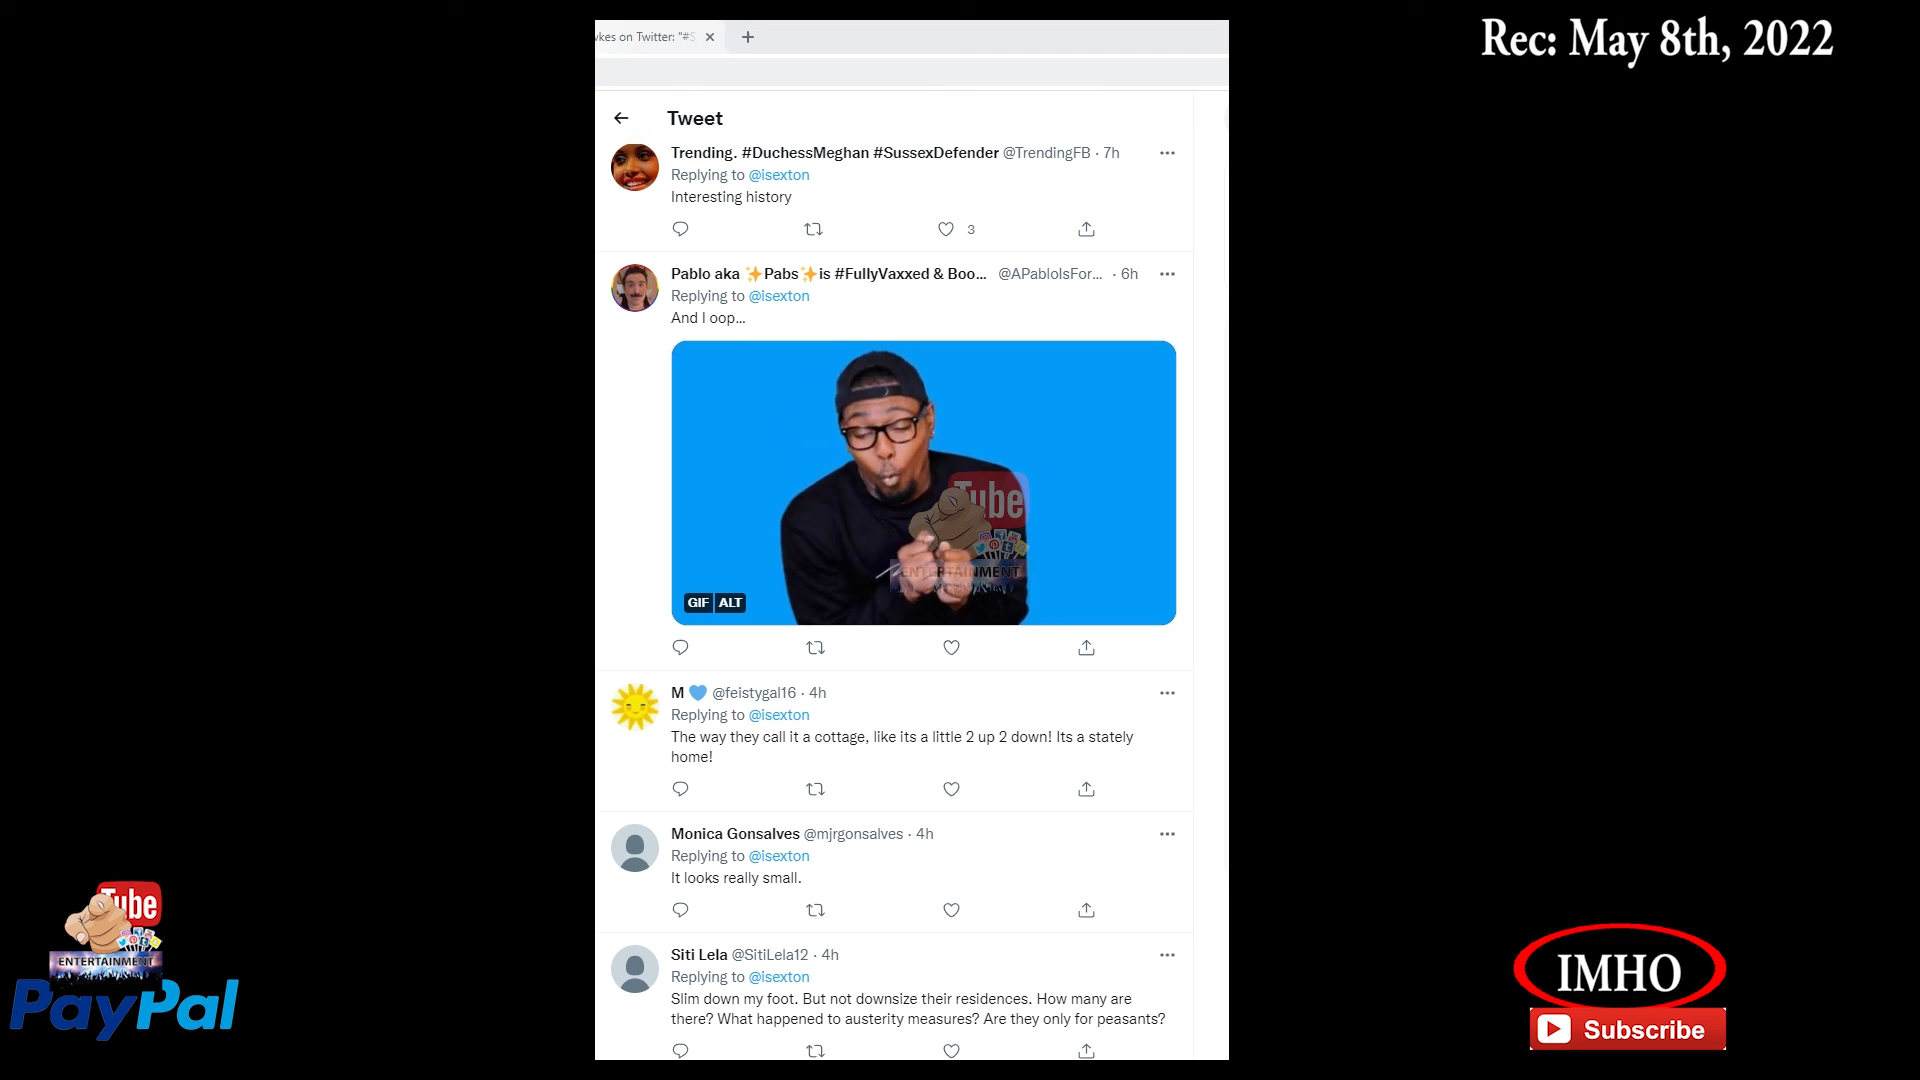 Rec: May 8th, 2022
wkes on Twitter: "#S
Tweet
Trending. #DuchessMeghan #SussexDefender @TrendingFB · 7h
Replying to @isexton
Interesting history
3
Pablo aka ✨Pabs✨is #FullyVaxxed & Boo... @APabloIsFor... · 6h
Replying to @isexton
And I oop...
Tube
ENTERTAINMENT
GIF ALT
M 💙 @feistygal16 · 4h
Replying to @isexton
The way they call it a cottage, like its a little 2 up 2 down! Its a stately
home!
Monica Gonsalves @mjrgonsalves · 4h
Replying to @isexton
It looks really small.
Siti Lela @SitiLela12 · 4h
Replying to @isexton
Slim down my foot. But not downsize their residences. How many are
there? What happened to austerity measures? Are they only for peasants?
Tube
ENTERTAINMENT
PayPal
IMHO
Subscribe